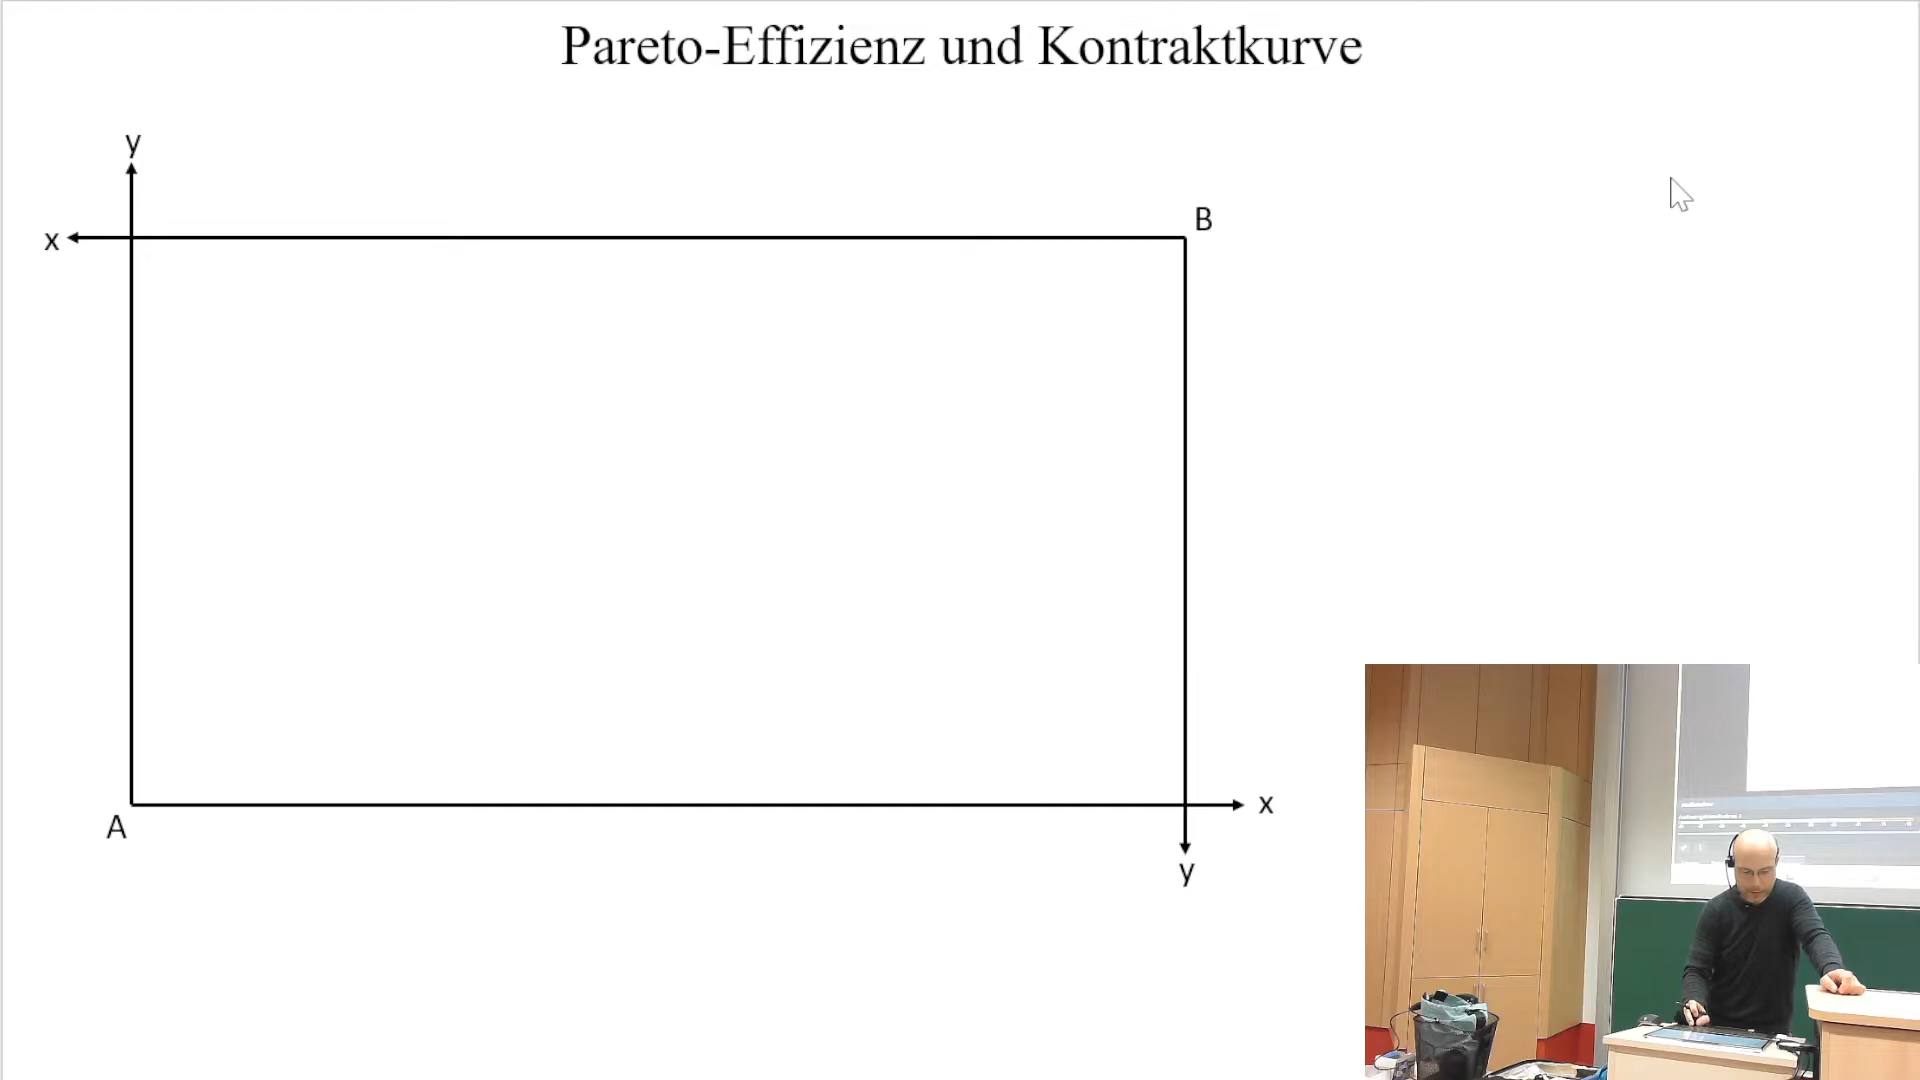 Pareto-Effizienz und Kontraktkurve
y
B
x
x
A
y